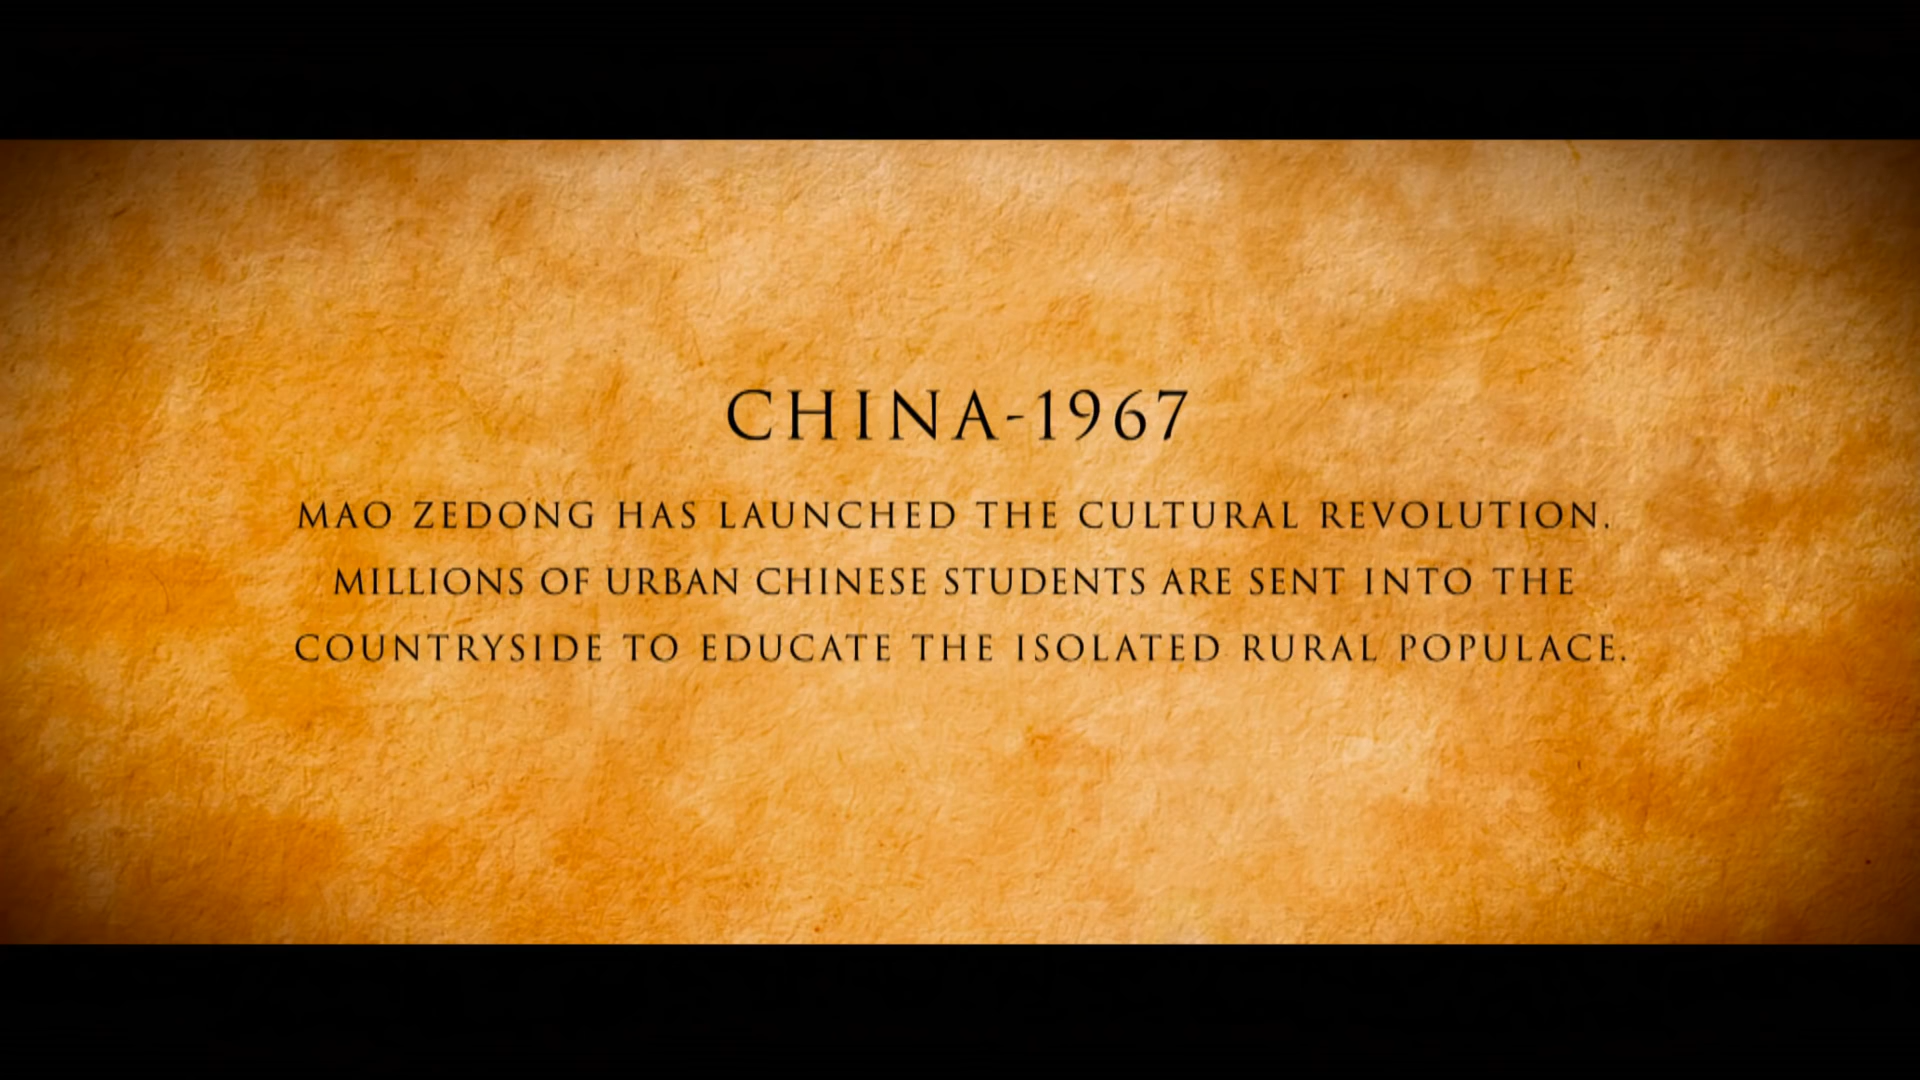 CHINA-1967
MAO ZEDONG HAS LAUNCHED THE CULTURAL REVOLUTION.
MILLIONS OF URBAN CHINESE STUDENTS ARE SENT INTO THE
COUNTRYSIDE TO EDUCATE THE ISOLATED RURAL POPULACE.